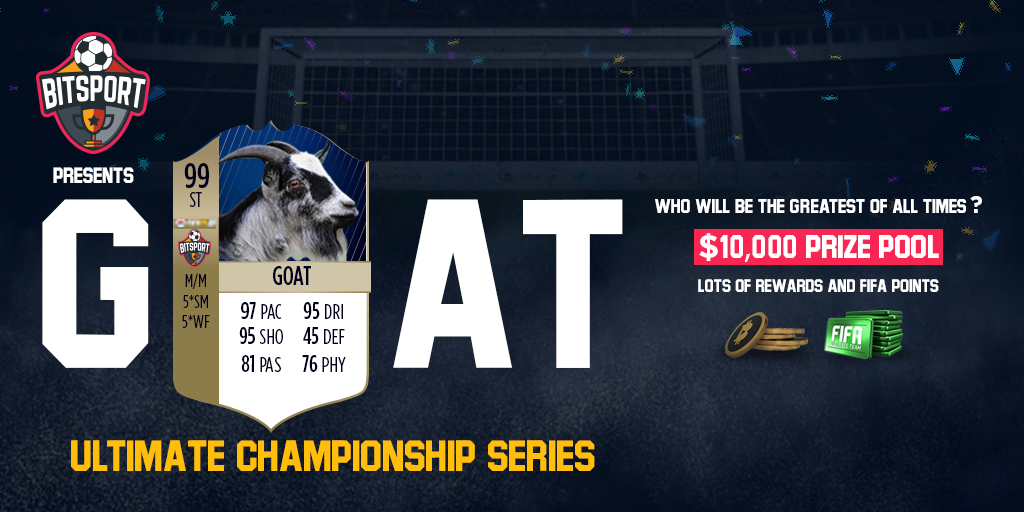 BITSPORT
PRESENTS
G AT
99
ST
BITSPORT
M/M
5*SM
5*WF
GOAT
97 PAC 95 DRI
95 SHO 45 DEF
81 PAS 76 PHY
ULTIMATE CHAMPIONSHIP SERIES
WHO WILL BE THE GREATEST OF ALL TIMES ?
$10,000 PRIZE POOL
LOTS OF REWARDS AND FIFA POINTS
FIFA
TEAM